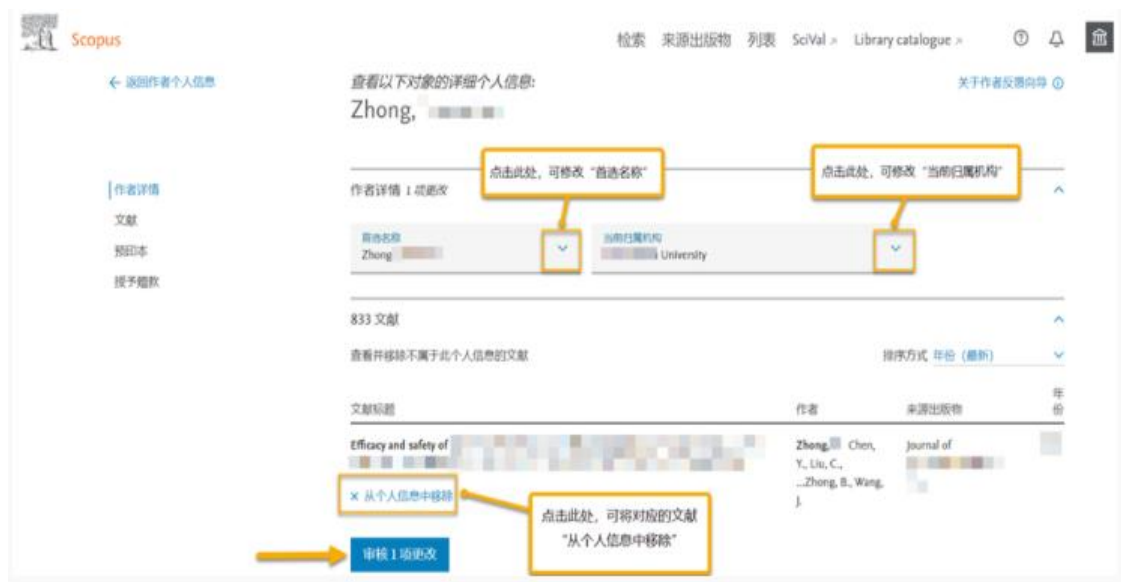 Scopus
检索 来源出版物 列表 SciVal Library catalogue
返回作者个人信息
查看以下对象的详细个人信息:
关于作者反馈向导
Zhong,
点击此处，可修改“首选名称”
点击此处，可修改“当前归属机构”
作者详情
作者详情 1 项更改
文献
预印本
授予赠款
首选名称
Zhong
当前归属机构
University
833 文献
查看并移除不属于此个人信息的文献
排序方式 年份（最新）
文献标题
作者
来源出版物
年份
Efficacy and safety of
Zhong, Chen,
Y., Liu, C.,
...Zhong, B., Wang,
J.
Journal of
× 从个人信息中移除
点击此处，可将对应的文献
“从个人信息中移除”
审核 1 项更改